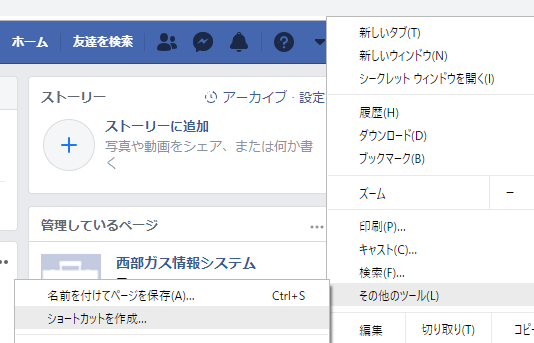 ホーム 友達を検索
ストーリー アーカイブ · 設定
ストーリーに追加
写真や動画をシェア、または何か書
く
管理しているページ
西部ガス情報システム
新しいタブ(T)
新しいウィンドウ(N)
シークレット ウィンドウを開く(I)
履歴(H)
ダウンロード(D)
ブックマーク(B)
ズーム −
印刷(P)...
キャスト(C)...
検索(F)...
その他のツール(L)
編集 切り取り(T) コピ
名前を付けてページを保存(A)... Ctrl+S
ショートカットを作成...